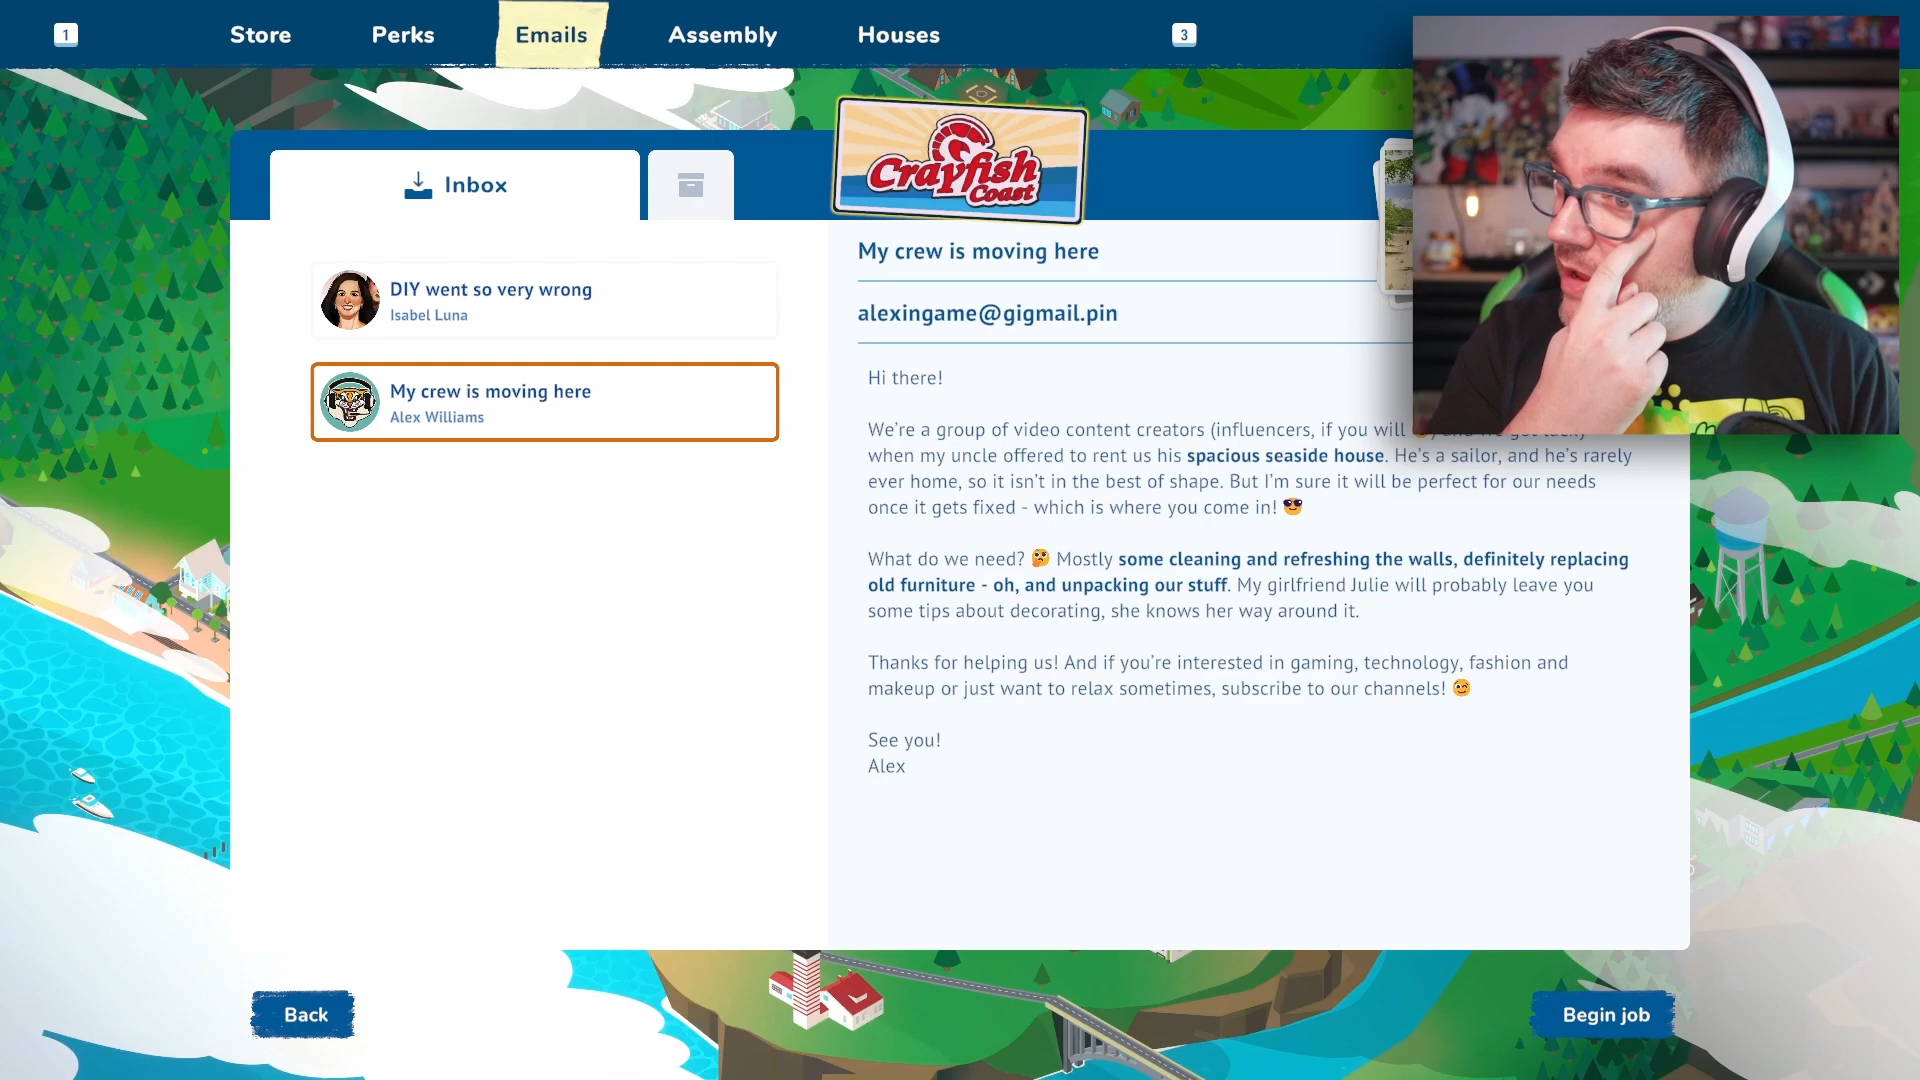 1 Store Perks Emails Assembly Houses 3
Inbox
Crayfish
Coast
DIY went so very wrong
Isabel Luna
My crew is moving here
Alex Williams
My crew is moving here
alexingame@gigmail.pin
Hi there!
We're a group of video content creators (influencers, if you will
when my uncle offered to rent us his spacious seaside house. He's a sailor, and he's rarely
ever home, so it isn't in the best of shape. But I'm sure it will be perfect for our needs
once it gets fixed - which is where you come in! 😎
What do we need? 🤔 Mostly some cleaning and refreshing the walls, definitely replacing
old furniture - oh, and unpacking our stuff. My girlfriend Julie will probably leave you
some tips about decorating, she knows her way around it.
Thanks for helping us! And if you're interested in gaming, technology, fashion and
makeup or just want to relax sometimes, subscribe to our channels! 😉
See you!
Alex
Back
Begin job